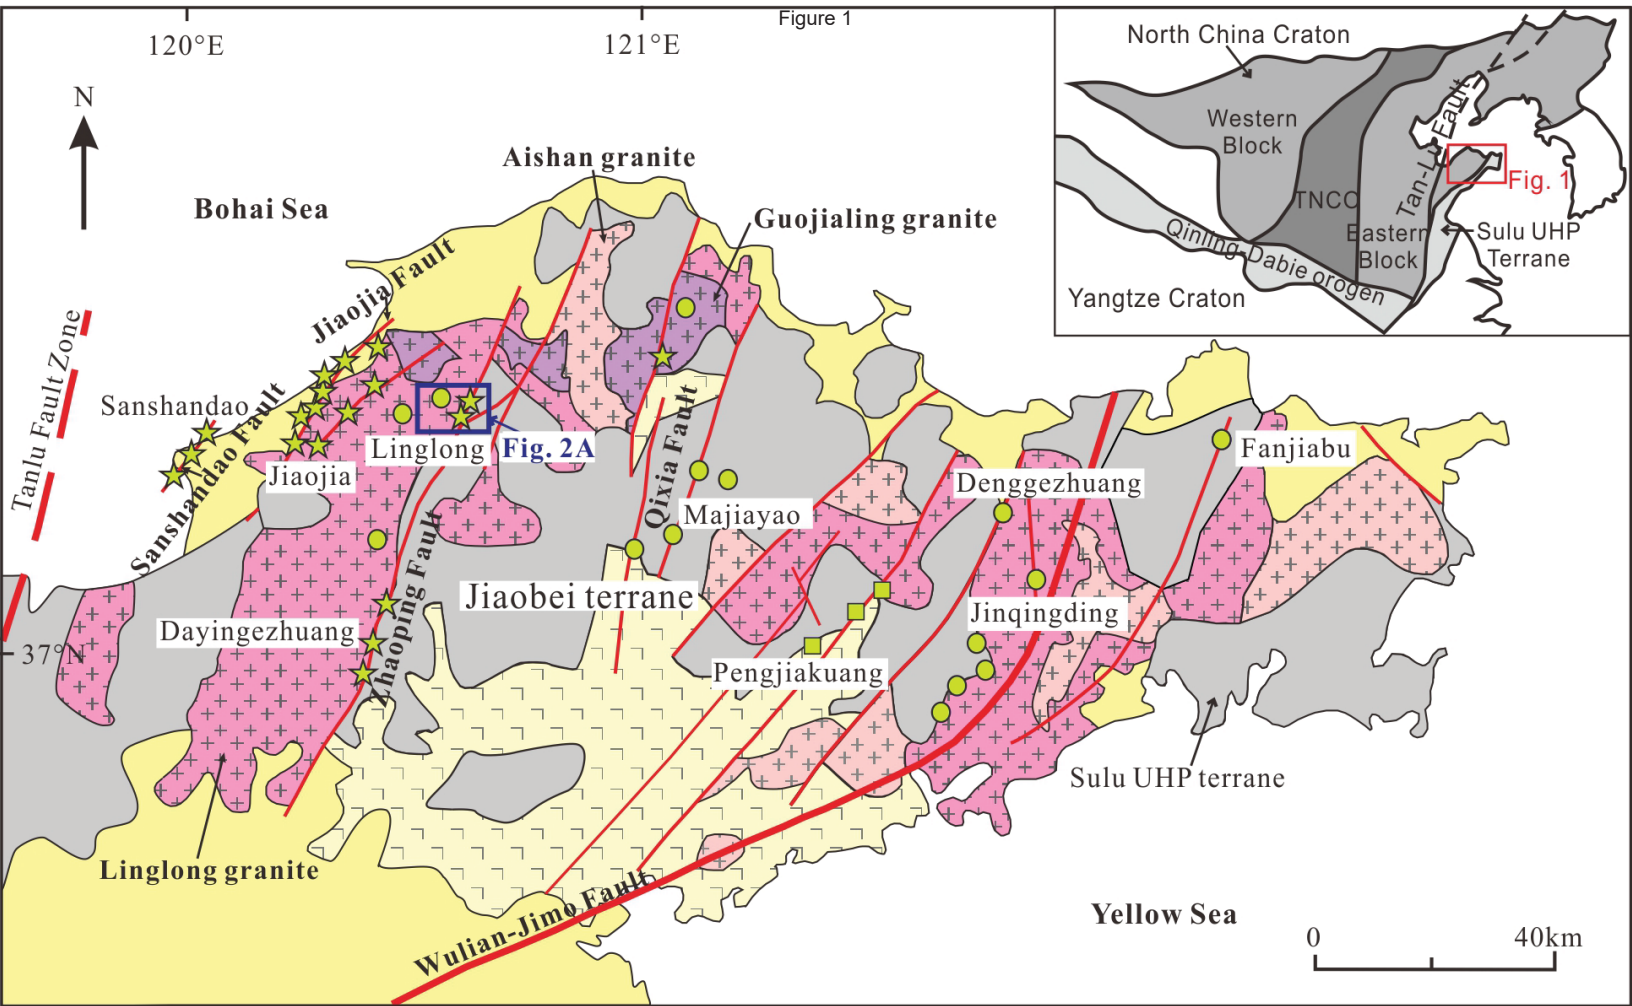 Figure 1
120°E
121°E
N
North China Craton
Western
Block
TNCO
Eastern
Block
Tan-Lu Fault
Fig. 1
Sulu UHP
Terrane
Qinling-Dabie orogen
Yangtze Craton
Bohai Sea
Aishan granite
Guojialing granite
Jiaojia Fault
Tanlu Fault Zone
Sanshandao
Sanshandao Fault
Linglong
Fig. 2A
Jiaojia
Qixia Fault
Majiayao
Denggezhuang
Fanjiabu
Zhaoping Fault
Jiaobei terrane
Jinqingding
Dayingezhuang
37°N
Pengjiakuang
Sulu UHP terrane
Linglong granite
Wulian-Jimo Fault
Yellow Sea
0
40km